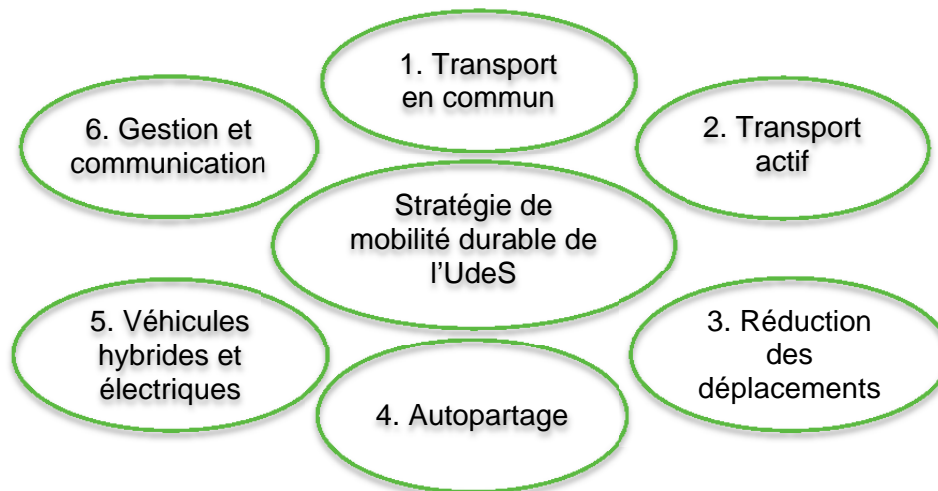 1. Transport
en commun
6. Gestion et
communication
2. Transport
actif
Stratégie de
mobilité durable de
l'UdeS
5. Véhicules
hybrides et
électriques
3. Réduction
des
déplacements
4. Autopartage